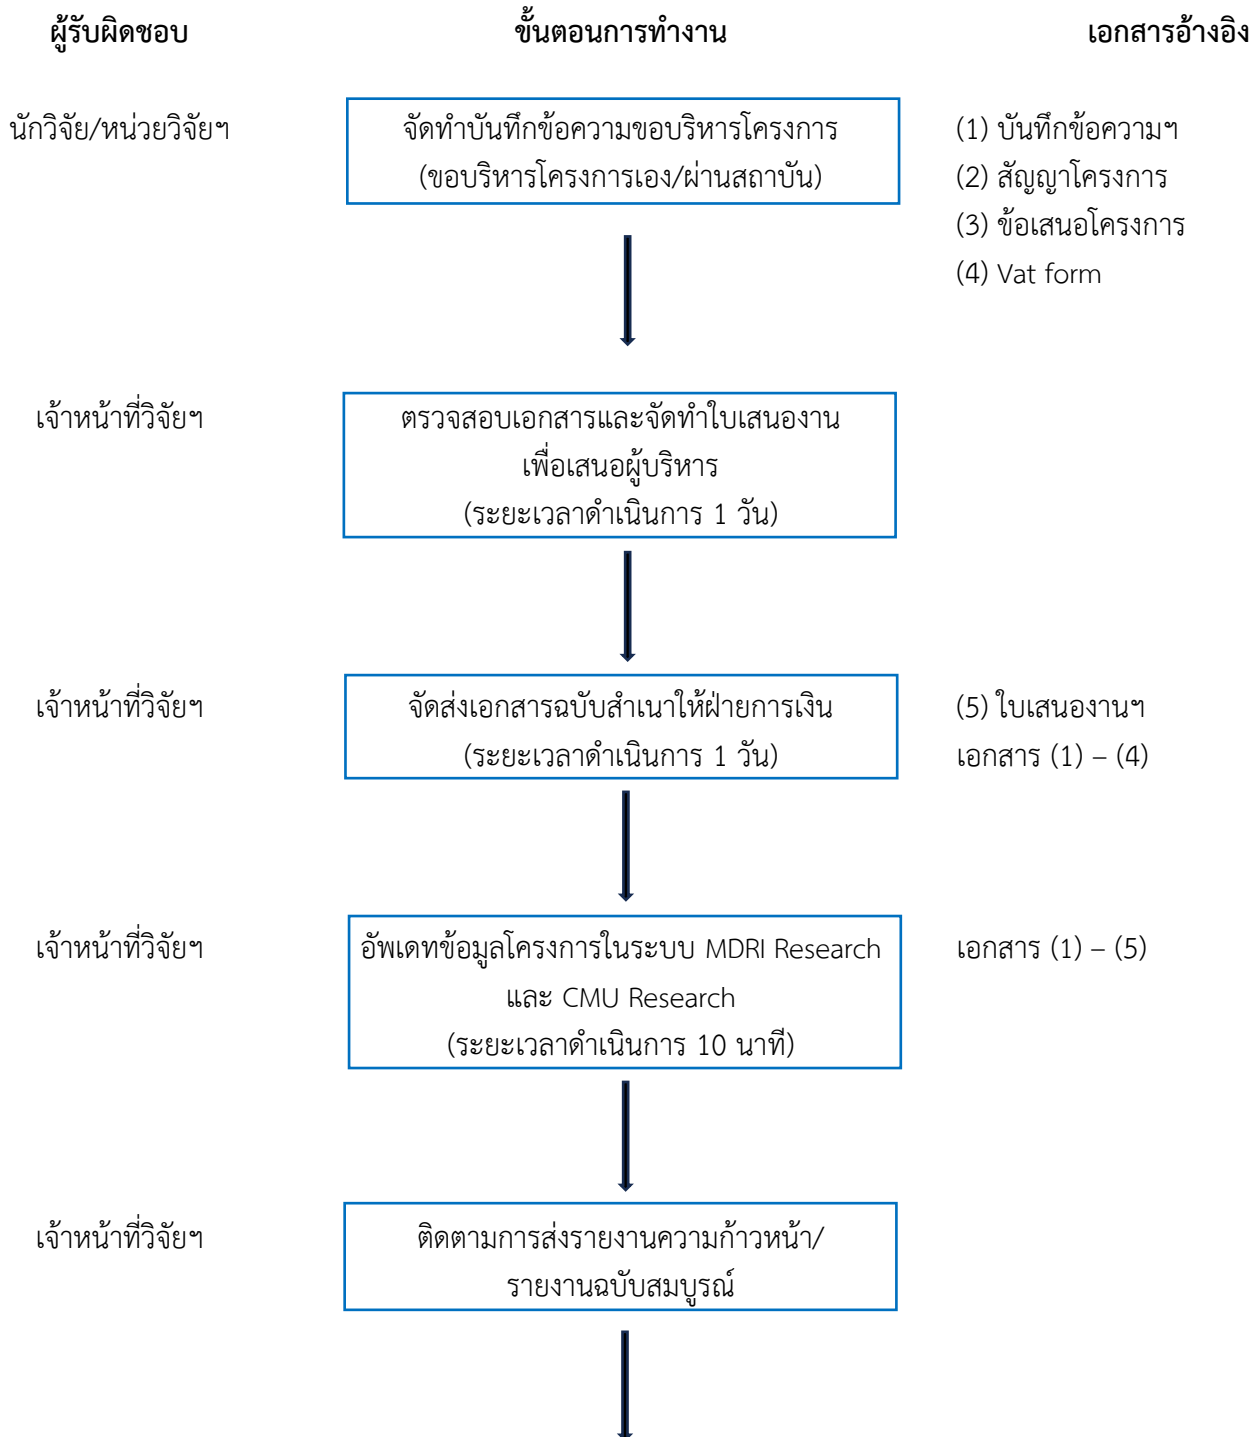 ผู้รับผิดชอบ ขั้นตอนการทำงาน เอกสารอ้างอิง
นักวิจัย/หน่วยวิจัยฯ
จัดทำบันทึกข้อความขอบริหารโครงการ
(ขอบริหารโครงการเอง/ผ่านสถาบัน)
(1) บันทึกข้อความฯ
(2) สัญญาโครงการ
(3) ข้อเสนอโครงการ
(4) Vat form
เจ้าหน้าที่วิจัยฯ
ตรวจสอบเอกสารและจัดทำใบเสนองาน
เพื่อเสนอผู้บริหาร
(ระยะเวลาดำเนินการ 1 วัน)
เจ้าหน้าที่วิจัยฯ
จัดส่งเอกสารฉบับสำเนาให้ฝ่ายการเงิน
(ระยะเวลาดำเนินการ 1 วัน)
(5) ใบเสนองานฯ
เอกสาร (1) – (4)
เจ้าหน้าที่วิจัยฯ
อัพเดทข้อมูลโครงการในระบบ MDRI Research
และ CMU Research
(ระยะเวลาดำเนินการ 10 นาที)
เอกสาร (1) – (5)
เจ้าหน้าที่วิจัยฯ
ติดตามการส่งรายงานความก้าวหน้า/
รายงานฉบับสมบูรณ์